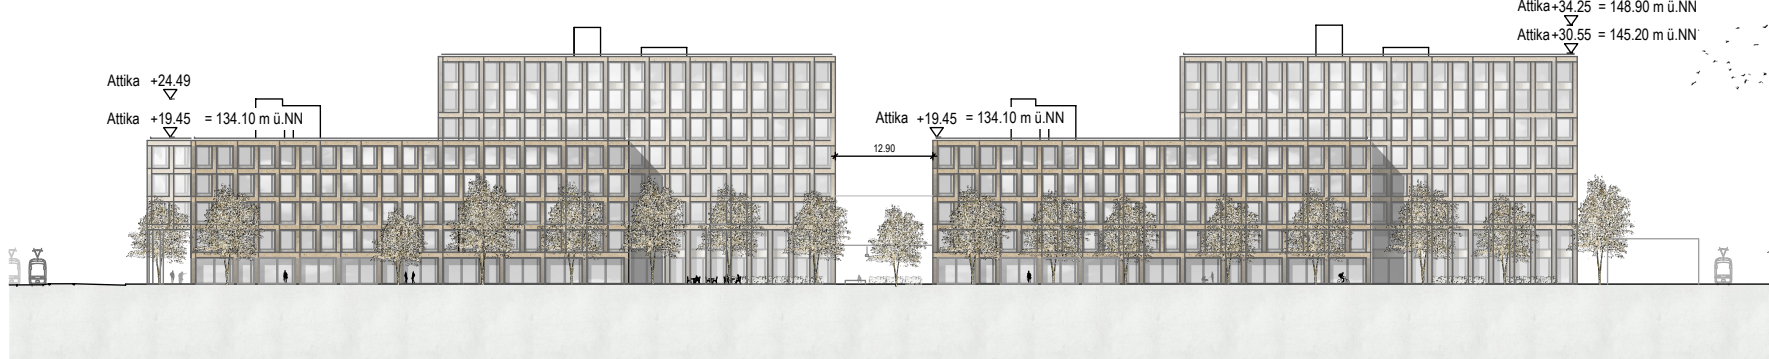 Attika +34.25 = 148.90 m ü.NN
Attika +30.55 = 145.20 m ü.NN
Attika +24.49
Attika +19.45 = 134.10 m ü.NN
Attika +19.45 = 134.10 m ü.NN
12.90